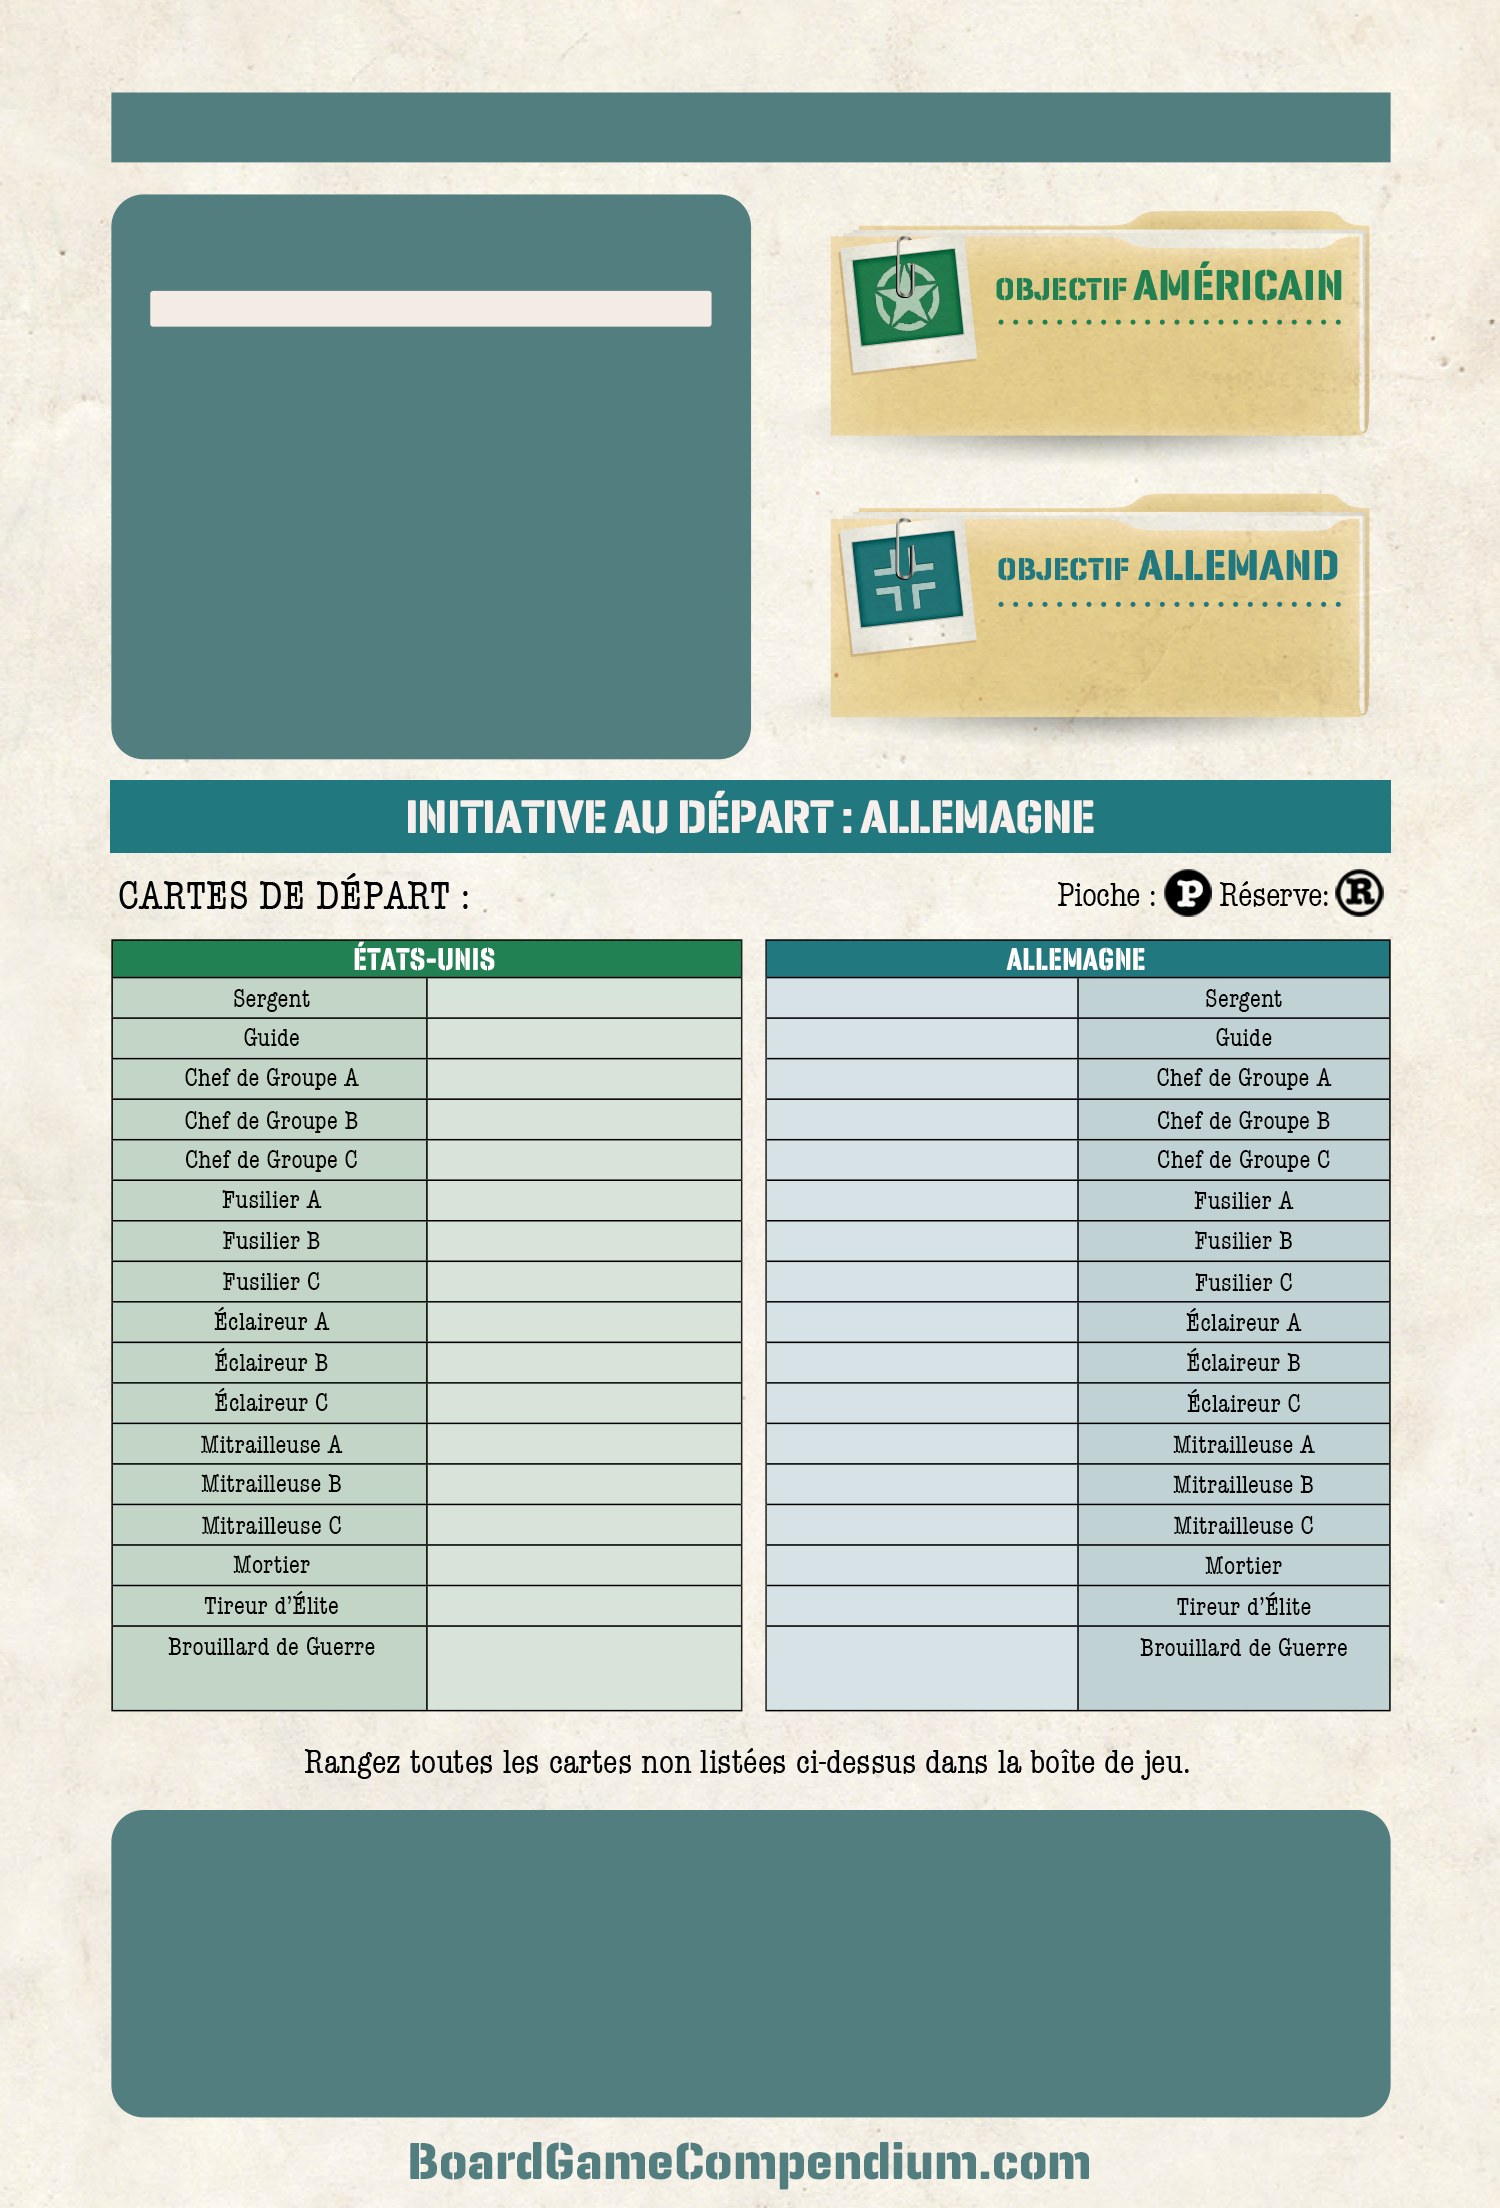 OBJECTIF AMÉRICAIN
OBJECTIF ALLEMAND
INITIATIVE AU DÉPART : ALLEMAGNE
CARTES DE DÉPART :
Pioche : P Réserve: R
ÉTATS-UNIS
Sergent
Guide
Chef de Groupe A
Chef de Groupe B
Chef de Groupe C
Fusilier A
Fusilier B
Fusilier C
Éclaireur A
Éclaireur B
Éclaireur C
Mitrailleuse A
Mitrailleuse B
Mitrailleuse C
Mortier
Tireur d’Élite
Brouillard de Guerre
ALLEMAGNE
Sergent
Guide
Chef de Groupe A
Chef de Groupe B
Chef de Groupe C
Fusilier A
Fusilier B
Fusilier C
Éclaireur A
Éclaireur B
Éclaireur C
Mitrailleuse A
Mitrailleuse B
Mitrailleuse C
Mortier
Tireur d’Élite
Brouillard de Guerre
Rangez toutes les cartes non listées ci-dessus dans la boîte de jeu.
BoardGameCompendium.com